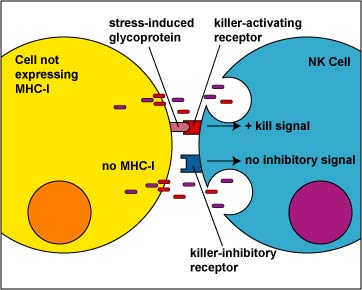 stress-induced
glycoprotein
killer-activating
receptor
Cell not
expressing
MHC-I
NK Cell
+ kill signal
no MHC-I
no inhibitory signal
killer-inhibitory
receptor